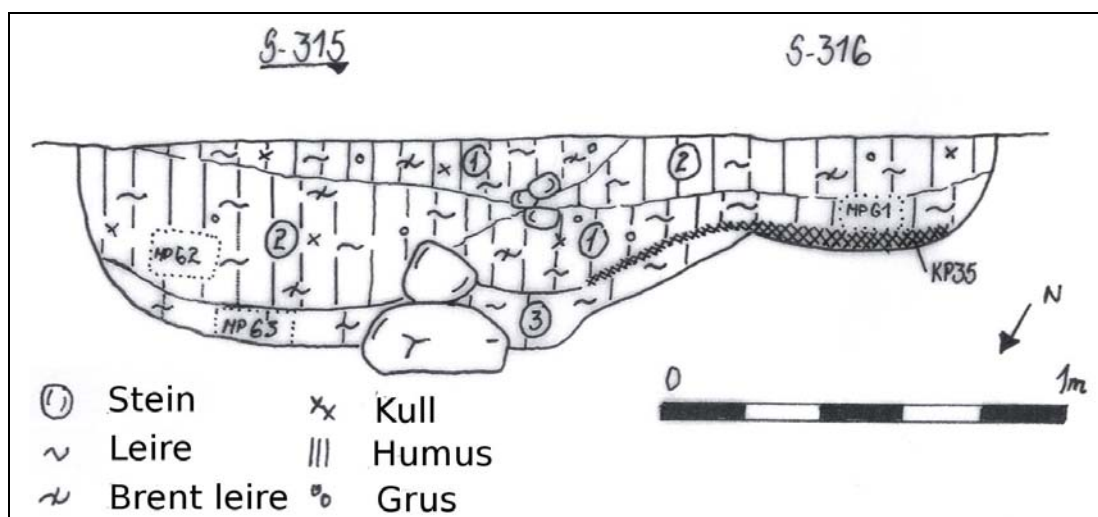 S-315 S-316
1 2
MP61
MP62 2 1
KP35
MP63 3
N
0 1m
Stein Kull
Leire Humus
Brent leire Grus